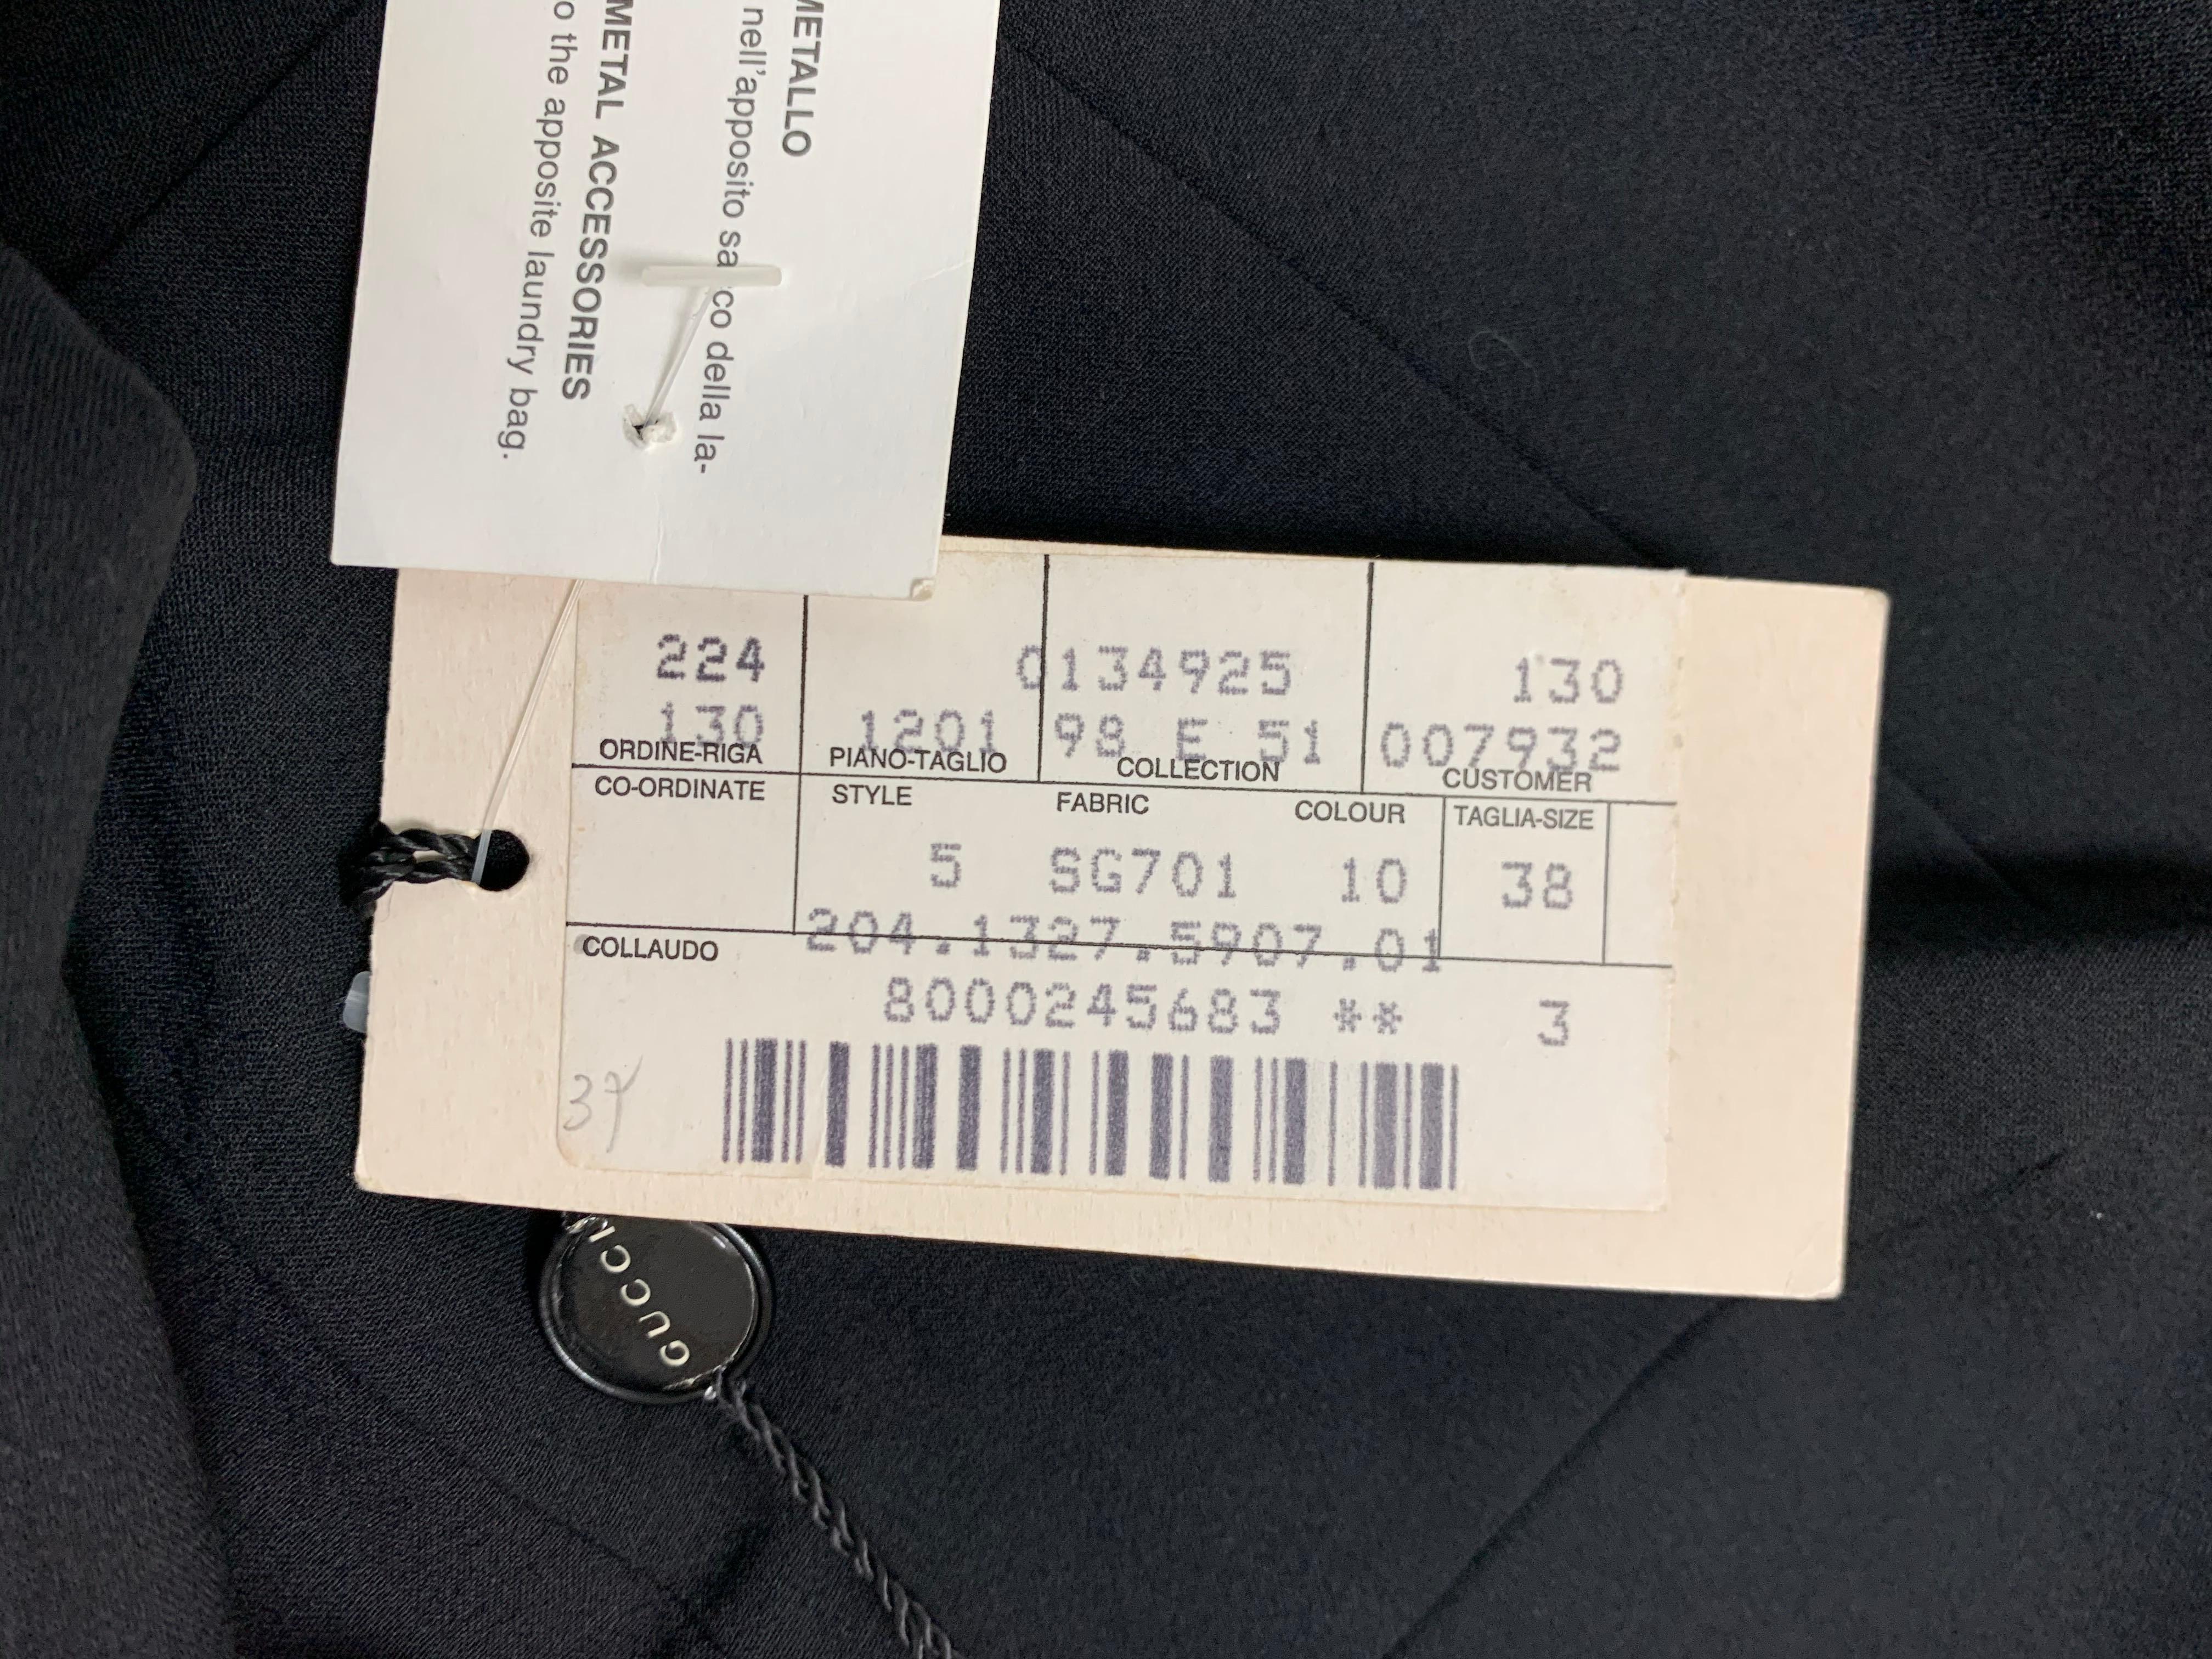 METALLO
nell'apposito sacco della la-
METAL ACCESSORIES
o the apposite laundry bag.
224 0134925 130
130 1201 98 E 51 007932
ORDINE-RIGA PIANO-TAGLIO COLLECTION CUSTOMER
CO-ORDINATE STYLE FABRIC COLOUR TAGLIA-SIZE
5 SG701 10 38
204.1327.5907.01
COLLAUDO
8000245683 ** 3
37
GUCCI